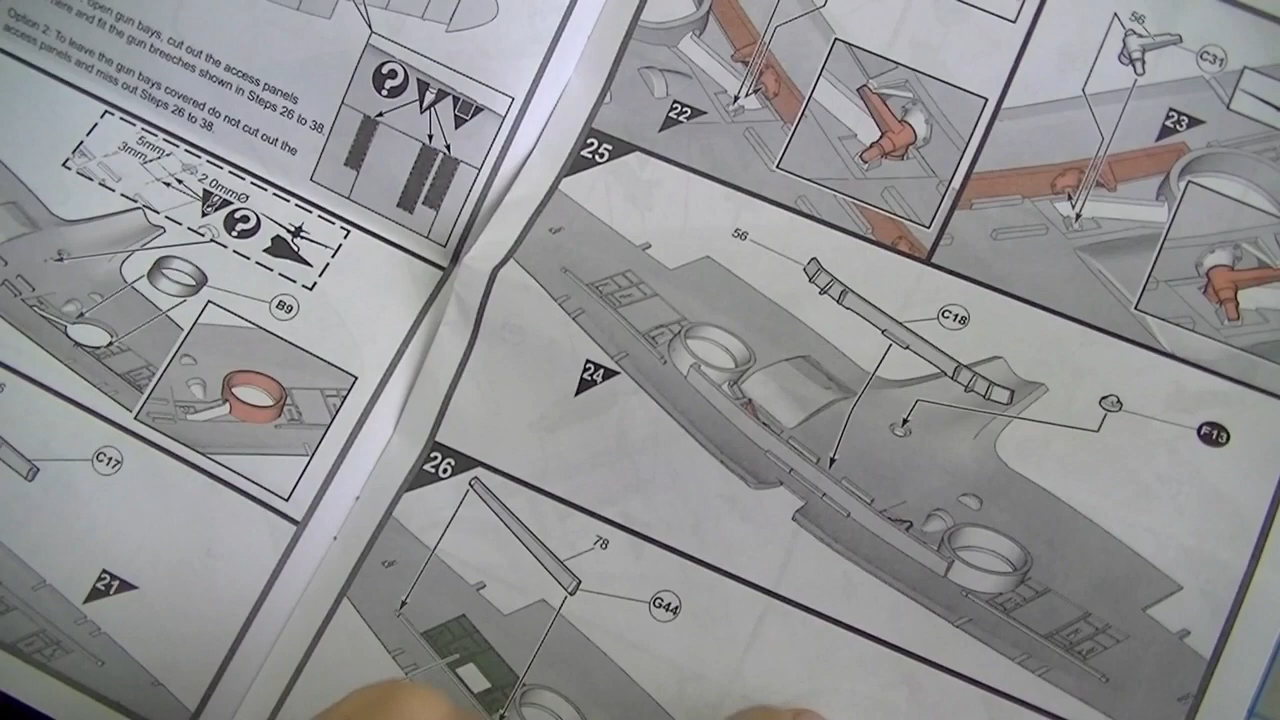 open gun bays, cut out the access panels
here and fit the gun breeches shown in Steps 26 to 38.
Option 2: To leave the gun bays covered do not cut out the
access panels and miss out Steps 26 to 38.
?
5mm
3mm
2.0mmØ
?
B9
C17
21
22
56
C31
23
25
56
C18
F13
24
26
78
G44